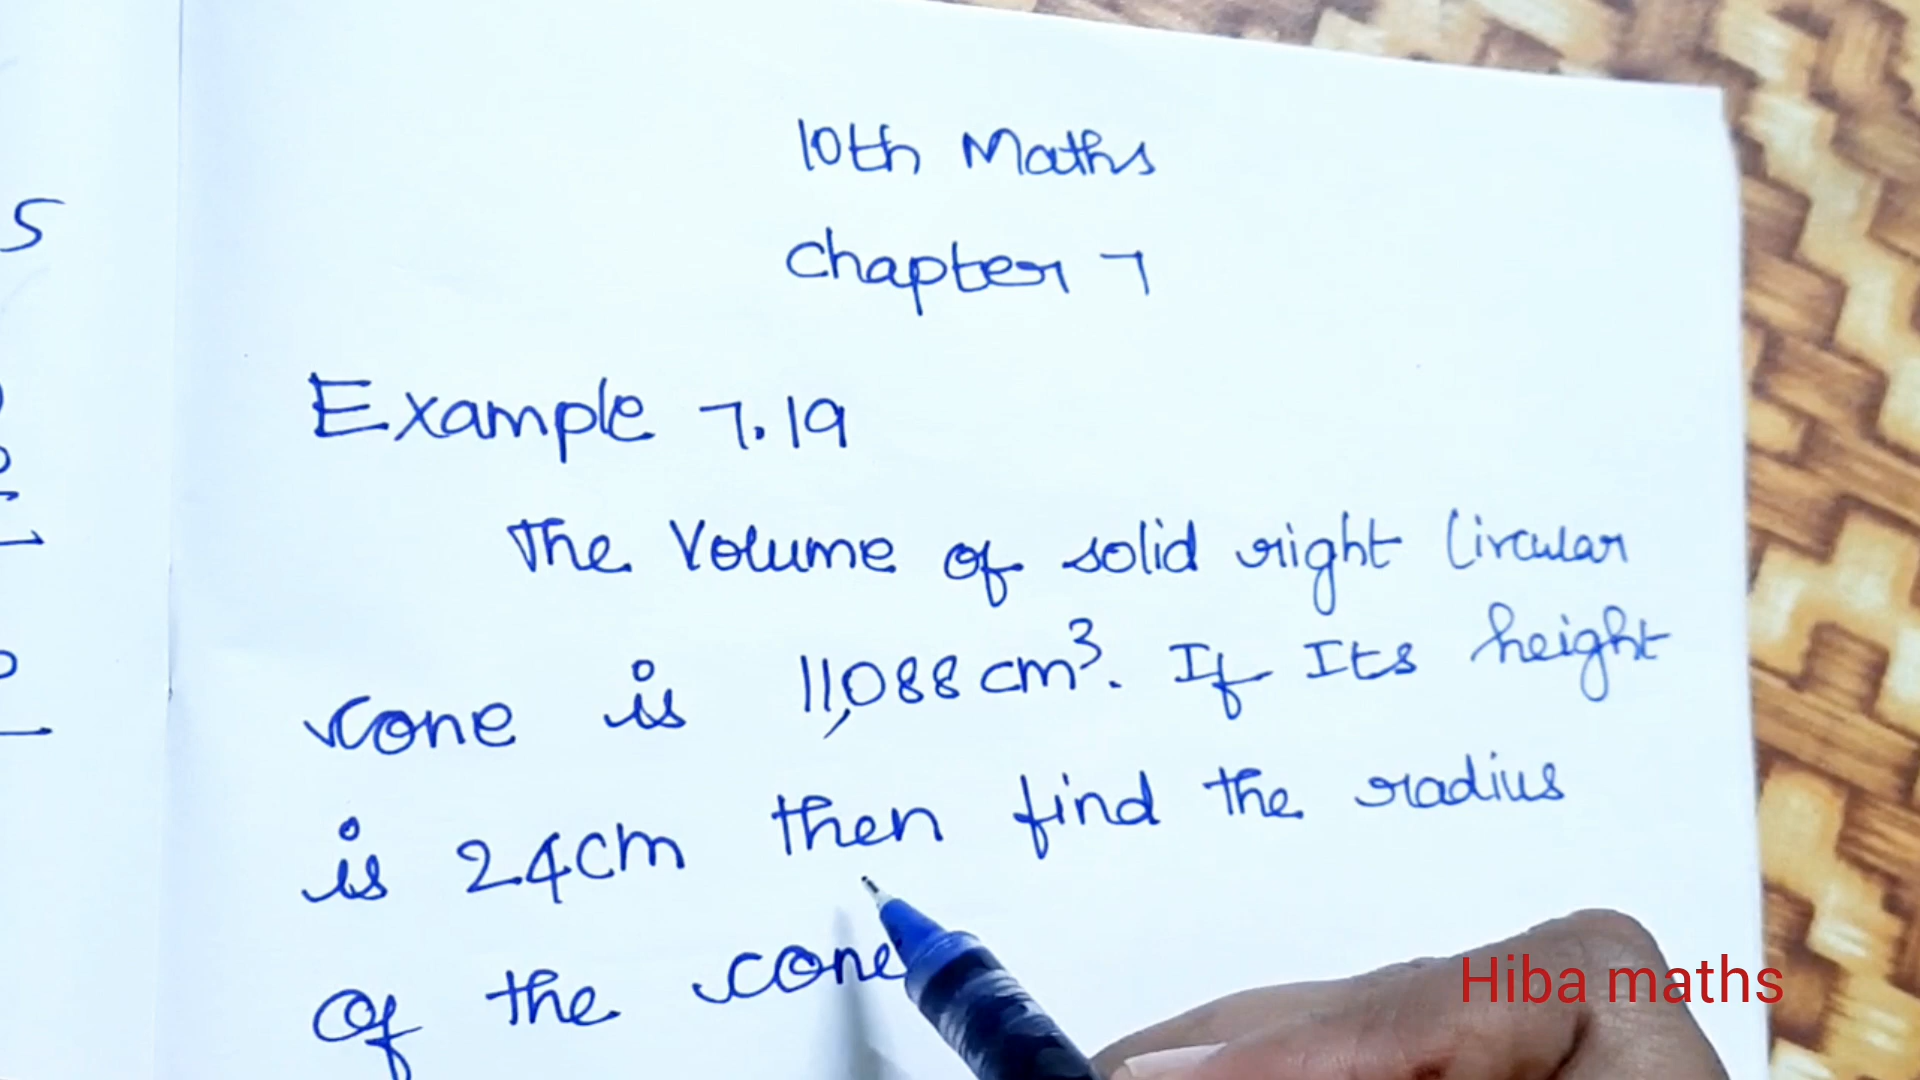 10th Maths
Chapter 7
Example 7.19
The Volume of solid right Circular
cone is 11,088 cm³. If Its height
is 24cm then find the radius
of the cone
Hiba maths
S